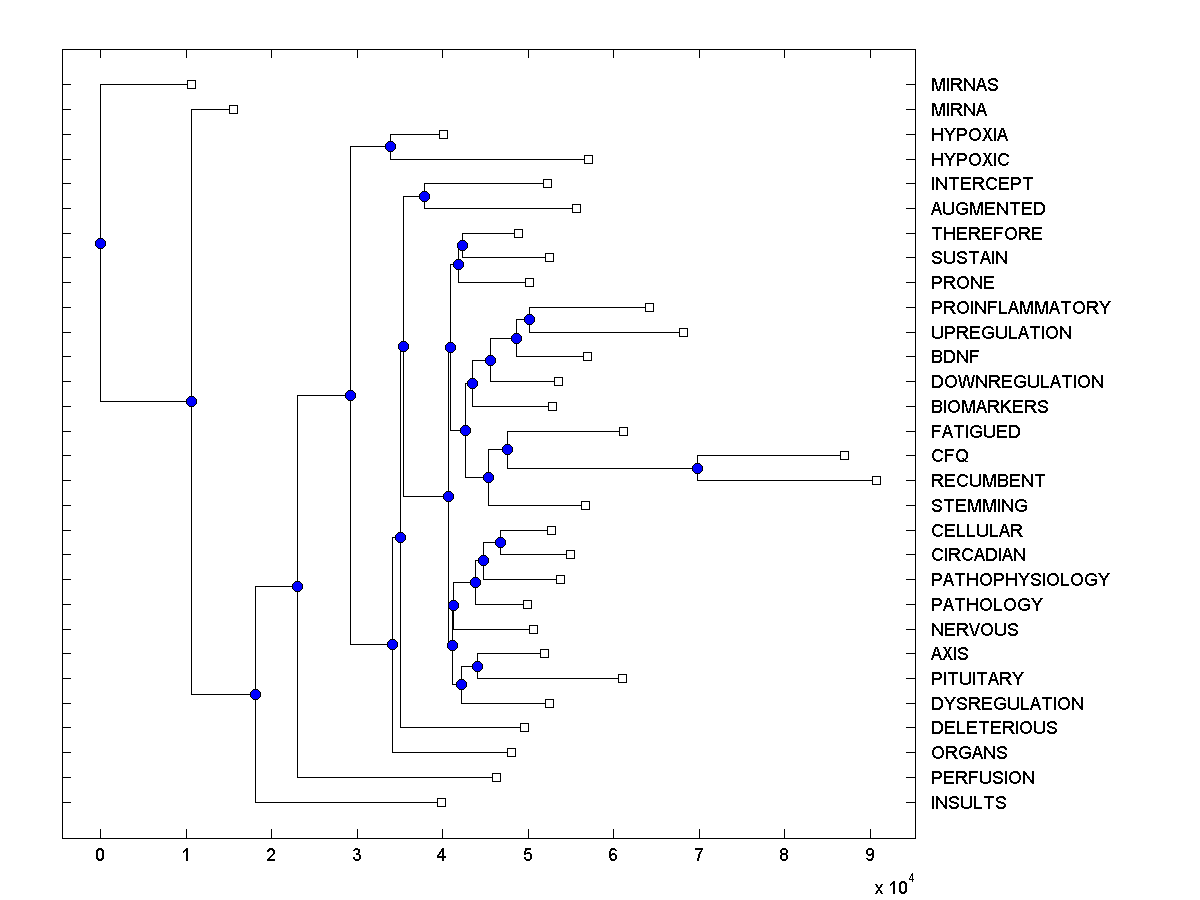 MIRNAS
MIRNA
HYPOXIA
HYPOXIC
INTERCEPT
AUGMENTED
THEREFORE
SUSTAIN
PRONE
PROINFLAMMATORY
UPREGULATION
BDNF
DOWNREGULATION
BIOMARKERS
FATIGUED
CFQ
RECUMBENT
STEMMING
CELLULAR
CIRCADIAN
PATHOPHYSIOLOGY
PATHOLOGY
NERVOUS
AXIS
PITUITARY
DYSREGULATION
DELETERIOUS
ORGANS
PERFUSION
INSULTS
0 1 2 3 4 5 6 7 8 9
x 10^4